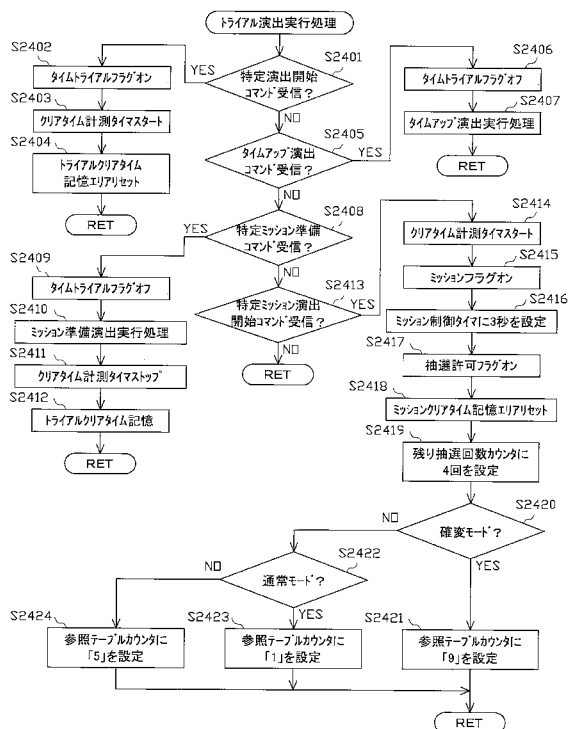 トライアル演出実行処理
S2401
特定演出開始
コマンド受信?
YES
NO
S2402
タイムトライアルフラグオン
S2403
クリアタイム計測タイマスタート
S2404
トライアルクリアタイム
記憶エリアリセット
RET
S2405
タイムアップ演出
コマンド受信?
YES
NO
S2406
タイムトライアルフラグオフ
S2407
タイムアップ演出実行処理
RET
S2408
特定ミッション準備
コマンド受信?
YES
NO
S2409
タイムトライアルフラグオフ
S2410
ミッション準備演出実行処理
S2411
クリアタイム計測タイマストップ
S2412
トライアルクリアタイム記憶
RET
S2413
特定ミッション演出
開始コマンド受信?
YES
NO
RET
S2414
クリアタイム計測タイマスタート
S2415
ミッションフラグオン
S2416
ミッション制御タイマに3秒を設定
S2417
抽選許可フラグオン
S2418
ミッションクリアタイム記憶エリアリセット
S2419
残り抽選回数カウンタに
4回を設定
S2420
確変モード?
NO
YES
S2422
通常モード?
NO
YES
S2424
参照テーブルカウンタに
「5」を設定
S2423
参照テーブルカウンタに
「1」を設定
S2421
参照テーブルカウンタに
「9」を設定
RET